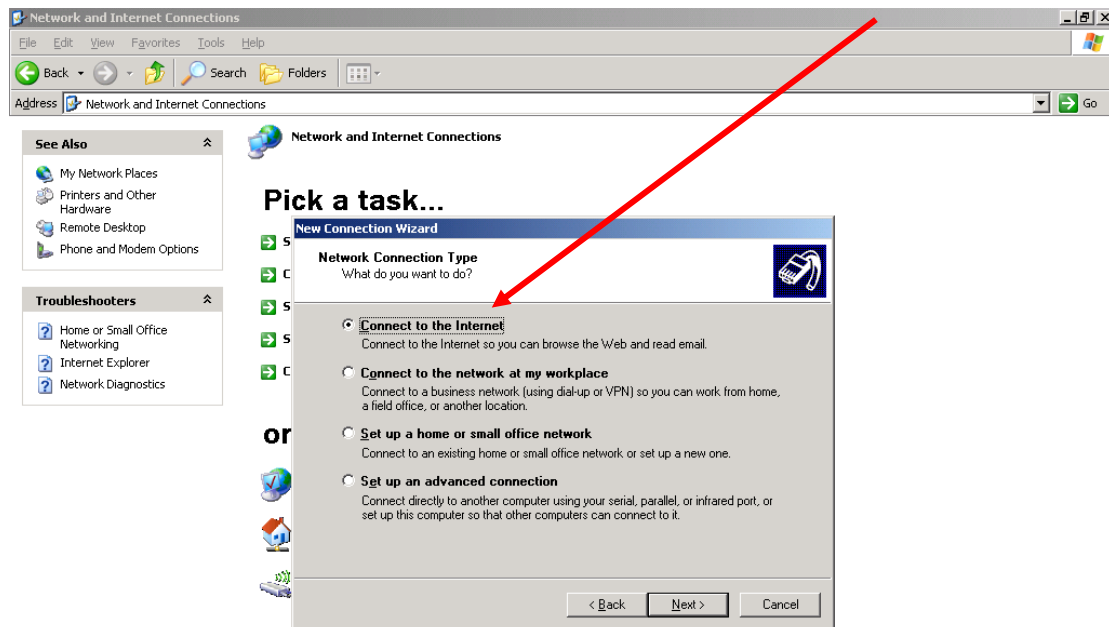 Network and Internet Connections
File Edit View Favorites Tools Help
Back Search Folders
Address Network and Internet Connections Go
See Also
My Network Places
Printers and Other
Hardware
Remote Desktop
Phone and Modem Options
Troubleshooters
Home or Small Office
Networking
Internet Explorer
Network Diagnostics
Network and Internet Connections
Pick a task...
S
C
S
S
C
or
New Connection Wizard
Network Connection Type
What do you want to do?
Connect to the Internet
Connect to the Internet so you can browse the Web and read email.
Connect to the network at my workplace
Connect to a business network (using dial-up or VPN) so you can work from home,
a field office, or another location.
Set up a home or small office network
Connect to an existing home or small office network or set up a new one.
Set up an advanced connection
Connect directly to another computer using your serial, parallel, or infrared port, or
set up this computer so that other computers can connect to it.
< Back Next > Cancel